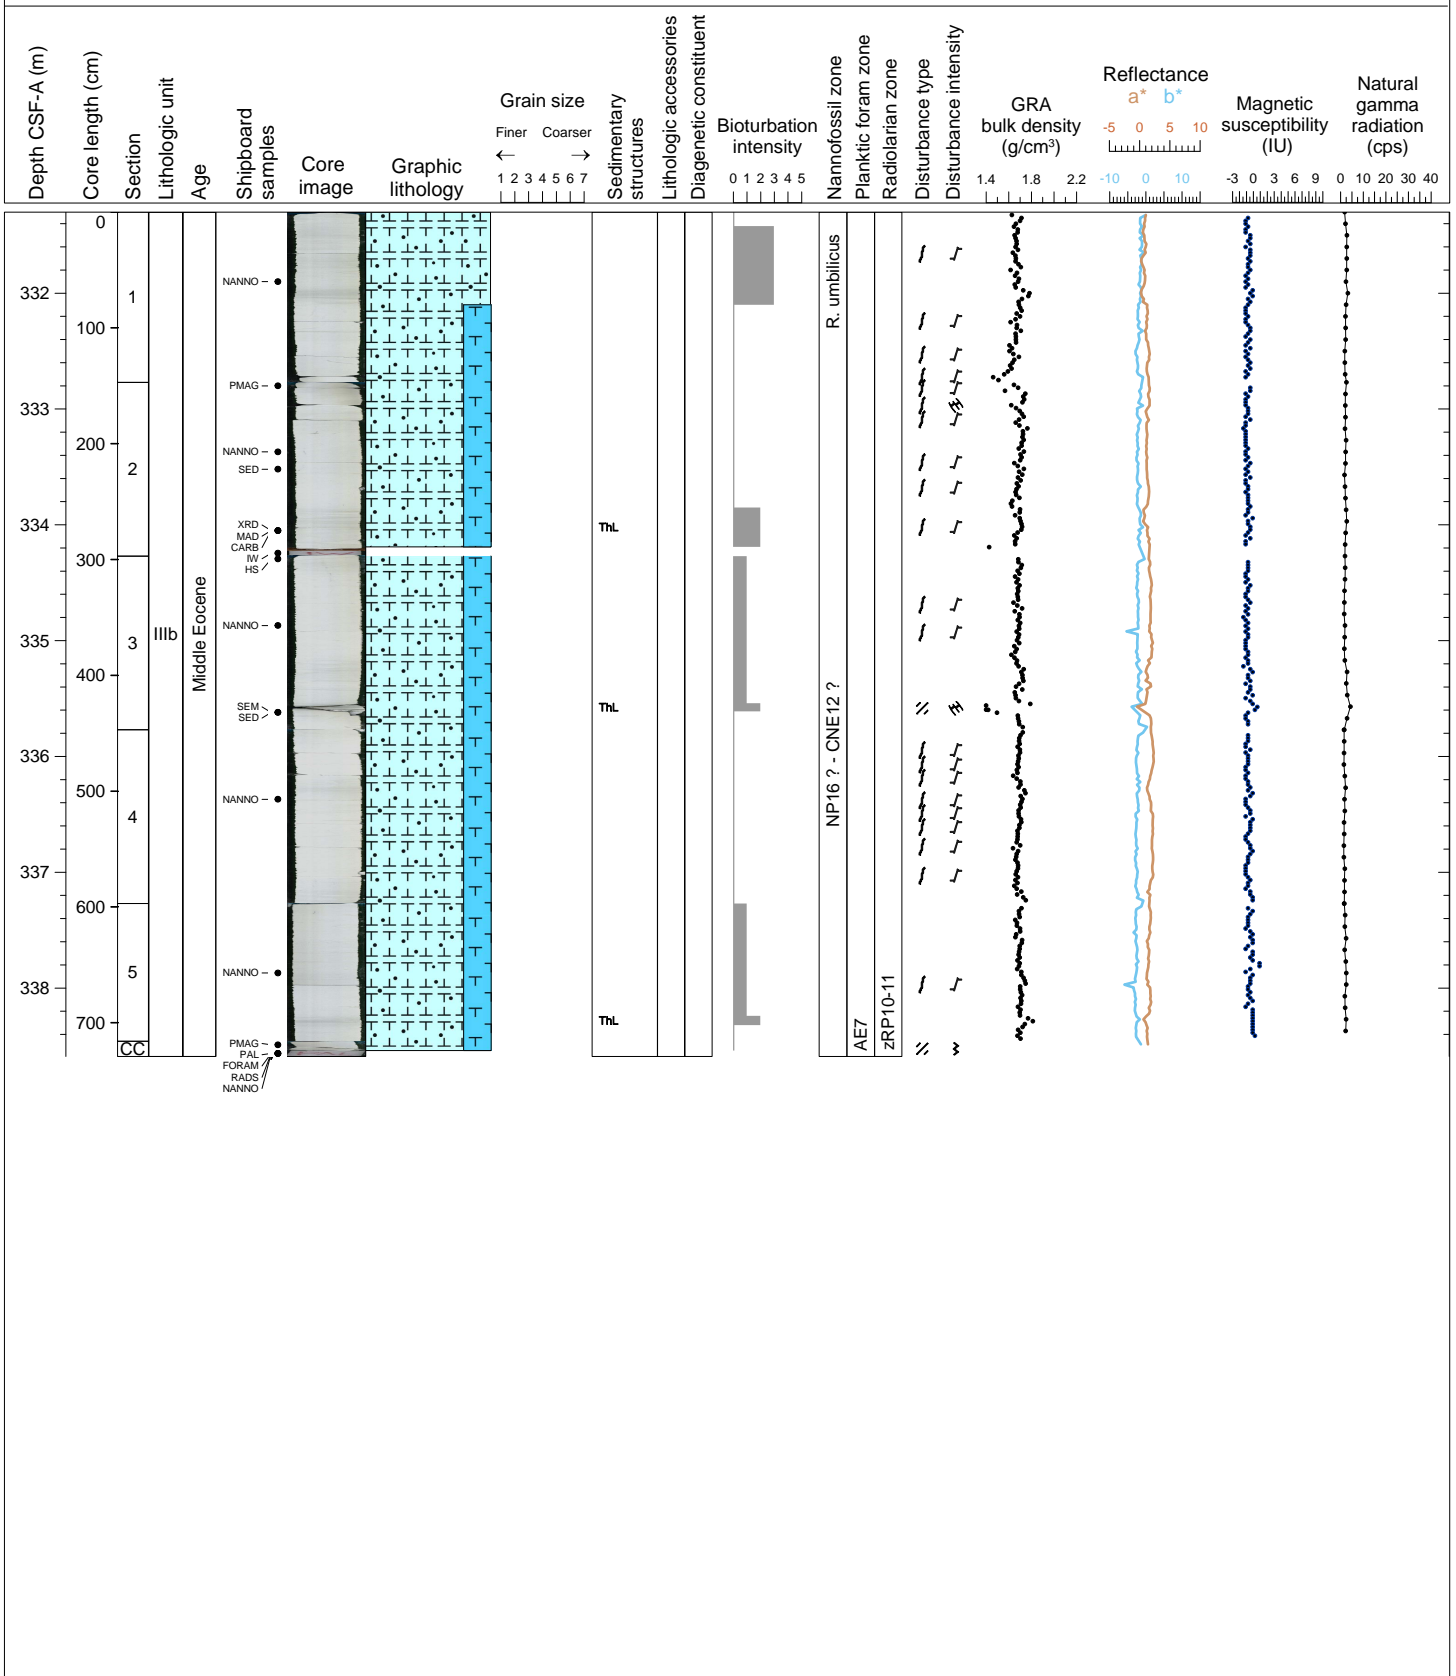 Depth CSF-A (m)
Core length (cm)
Section
Lithologic unit
Age
Shipboard
samples
Core
image
Graphic
lithology
Grain size
Finer Coarser
← →
1 2 3 4 5 6 7
Sedimentary
structures
Lithologic accessories
Diagenetic constituent
Bioturbation
intensity
0 1 2 3 4 5
Nannofossil zone
Planktic foram zone
Radiolarian zone
Disturbance type
Disturbance intensity
GRA
bulk density
(g/cm³)
1.4 1.8 2.2
Reflectance
a* b*
-5 0 5 10
-10 0 10
Magnetic
susceptibility
(IU)
-3 0 3 6 9
Natural
gamma
radiation
(cps)
0 10 20 30 40
332
333
334
335
336
337
338
0
100
200
300
400
500
600
700
1
2
3
4
5
CC
IIIb
Middle Eocene
NANNO
PMAG
NANNO
SED
XRD
MAD
CARB
IW
HS
NANNO
SEM
SED
NANNO
NANNO
PMAG
PAL
FORAM
RADS
NANNO
ThL
ThL
ThL
R. umbilicus
NP16 ? - CNE12 ?
AE7
zRP10-11